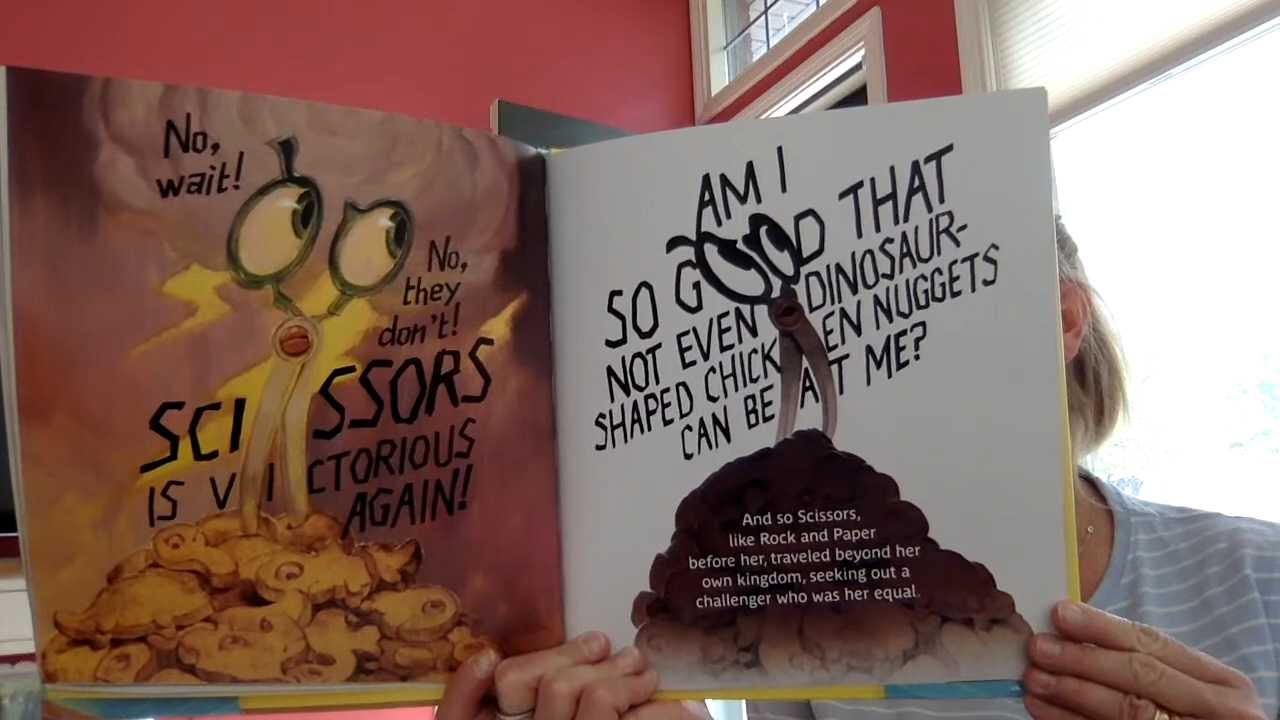 No,
wait!
No,
they
don't!
SCISSORS
IS VICTORIOUS
AGAIN!
AM I
SO GOOD THAT
NOT EVEN DINOSAUR-
SHAPED CHICKEN NUGGETS
CAN BEAT ME?
And so Scissors,
like Rock and Paper
before her, traveled beyond her
own kingdom, seeking out a
challenger who was her equal.